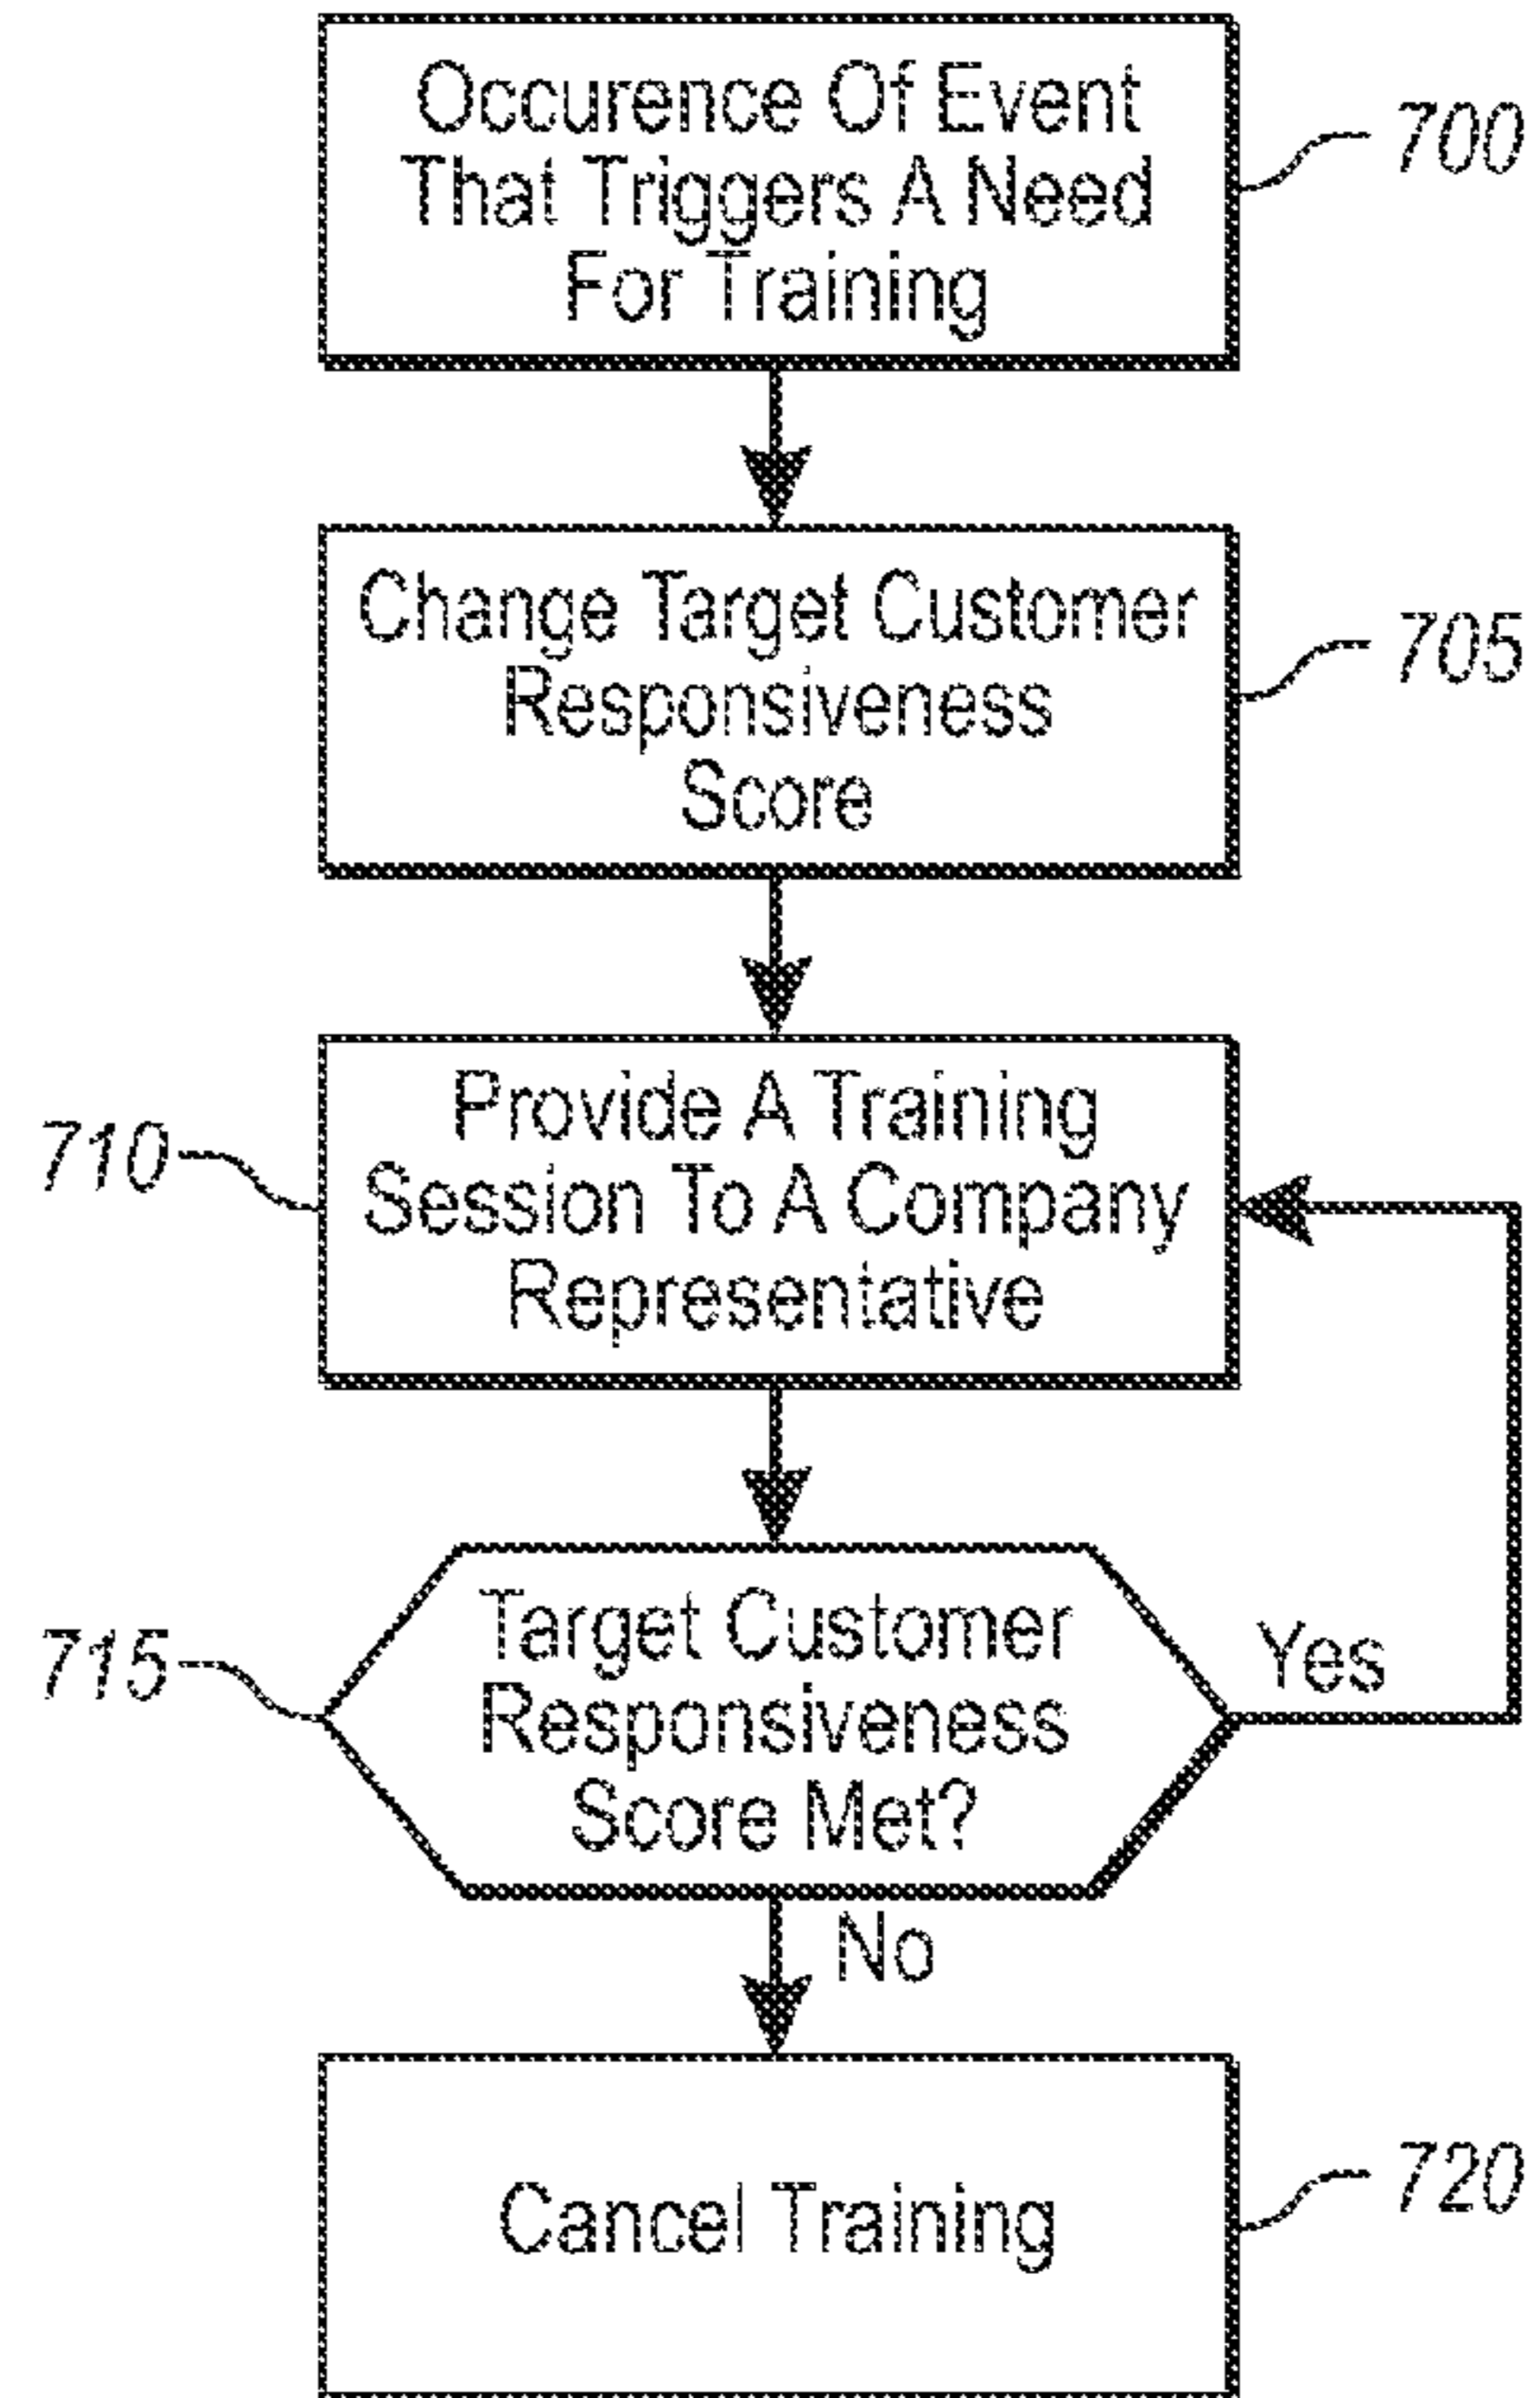 Occurence Of Event
That Triggers A Need
For Training
700
Change Target Customer
Responsiveness
Score
705
Provide A Training
Session To A Company
Representative
710
Target Customer
Responsiveness
Score Met?
715
Yes
No
Cancel Training
720